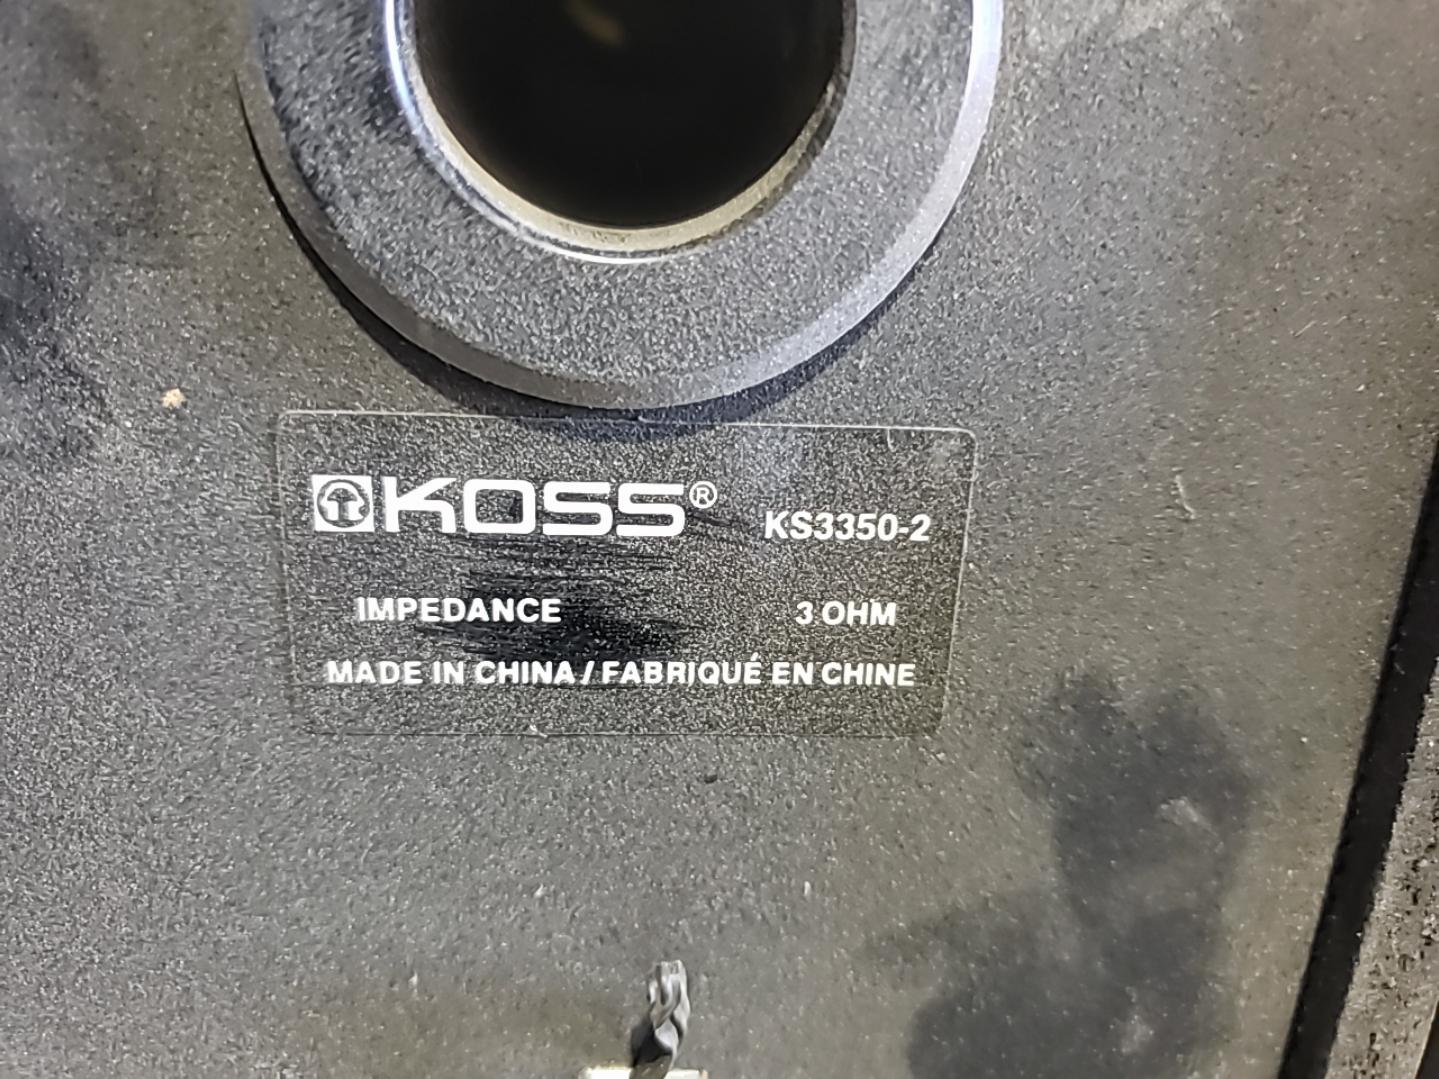 KOSS® KS3350-2
IMPEDANCE 3 OHM
MADE IN CHINA / FABRIQUÉ EN CHINE